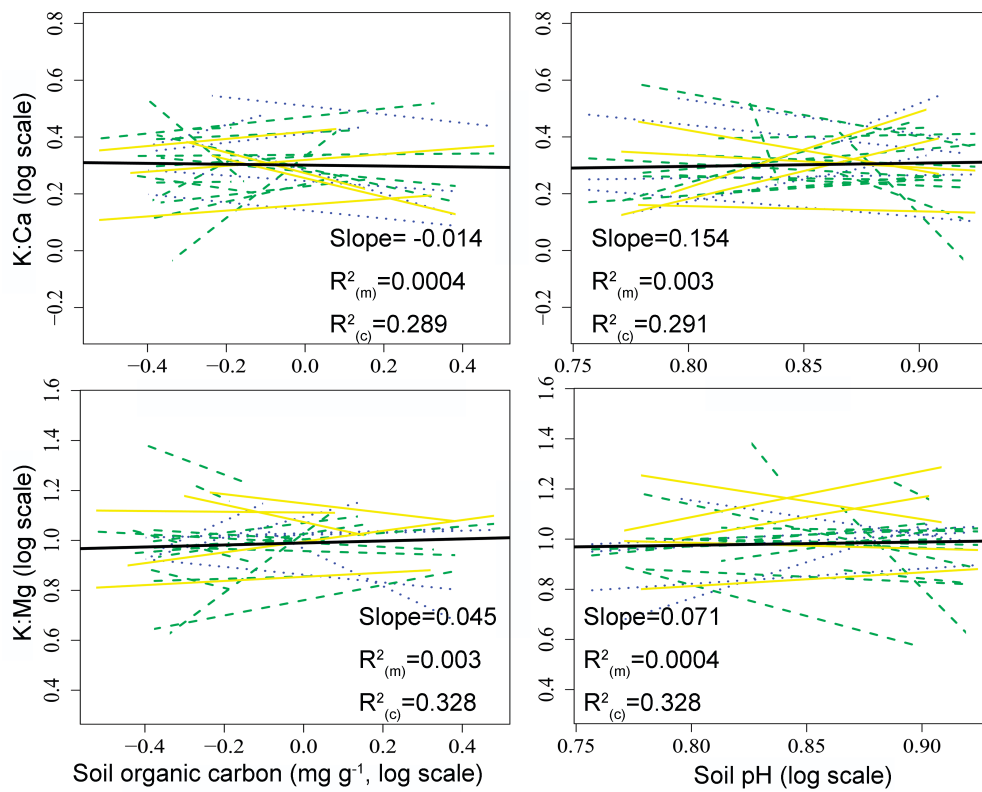 K:Ca (log scale)
0.8
0.6
0.4
0.2
0.0
−0.2
Slope= -0.014
R²(m)=0.0004
R²(c)=0.289
−0.4
−0.2
0.0
0.2
0.4
0.8
0.6
0.4
0.2
0.0
−0.2
Slope=0.154
R²(m)=0.003
R²(c)=0.291
0.75
0.80
0.85
0.90
K:Mg (log scale)
1.6
1.4
1.2
1.0
0.8
0.6
0.4
Slope=0.045
R²(m)=0.003
R²(c)=0.328
−0.4
−0.2
0.0
0.2
0.4
Soil organic carbon (mg g⁻¹, log scale)
1.6
1.4
1.2
1.0
0.8
0.6
0.4
Slope=0.071
R²(m)=0.0004
R²(c)=0.328
0.75
0.80
0.85
0.90
Soil pH (log scale)